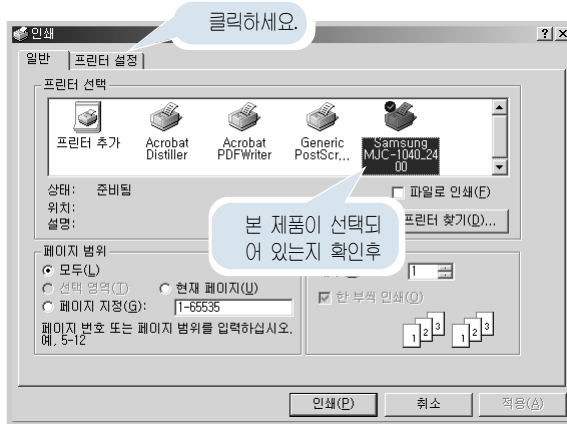 클릭하세요.
인쇄
일반 프린터 설정
프린터 선택
프린터 추가
Acrobat
Distiller
Acrobat
PDFWriter
Generic
PostScr...
Samsung
MJC-1040_24
00
상태: 준비됨
위치:
설명:
파일로 인쇄(F)
프린터 찾기(D)...
본 제품이 선택되
어 있는지 확인후
페이지 범위
모두(L)
선택 영역(T) 현재 페이지(U)
페이지 지정(G): 1-65535
페이지 번호 또는 페이지 범위를 입력하십시오.
예, 5-12
1
한 부씩 인쇄(O)
1 2 3 1 2 3
인쇄(P) 취소 적용(A)